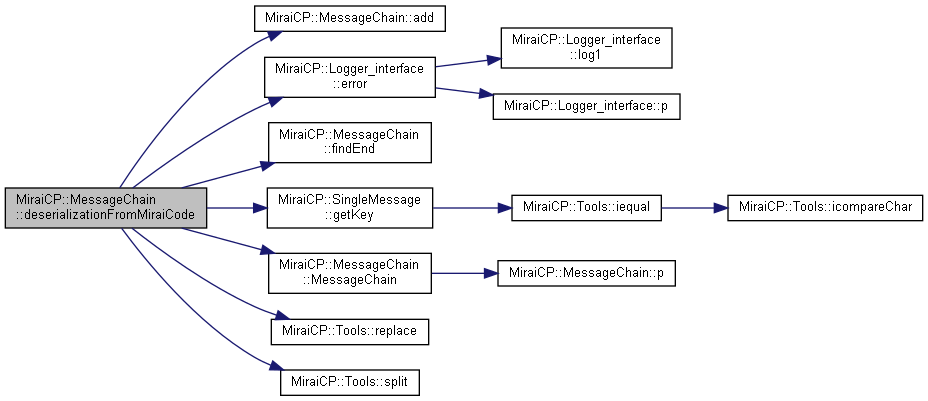 MiraiCP::MessageChain::add
MiraiCP::Logger_interface
::log1
MiraiCP::Logger_interface
::error
MiraiCP::Logger_interface::p
MiraiCP::MessageChain
::findEnd
MiraiCP::MessageChain
::deserializationFromMiraiCode
MiraiCP::SingleMessage
::getKey
MiraiCP::Tools::iequal
MiraiCP::Tools::icompareChar
MiraiCP::MessageChain
::MessageChain
MiraiCP::MessageChain::p
MiraiCP::Tools::replace
MiraiCP::Tools::split